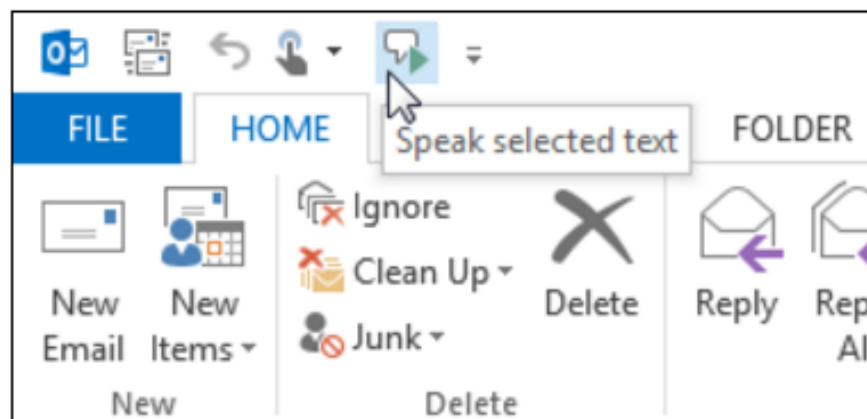 FILE HOME FOLDER
Speak selected text
Ignore
Clean Up
Junk
New
Email
New
Items
Delete
Reply
New
Delete